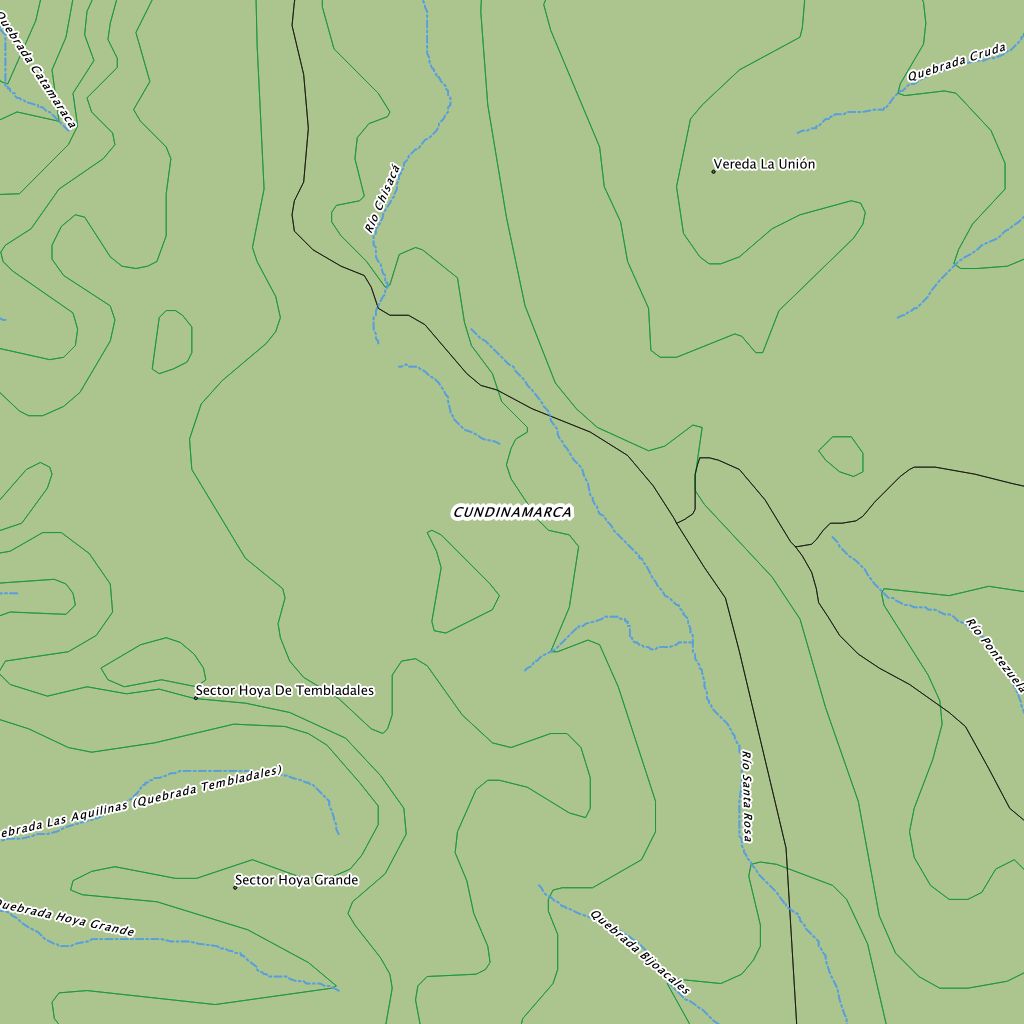 Quebrada Catamaraca
Quebrada Cruda
Vereda La Unión
Río Chisacá
CUNDINAMARCA
Río Pontezuela
Sector Hoya De Tembladales
Río Santa Rosa
ebrada Las Aquilinas (Quebrada Tembladales)
Sector Hoya Grande
Quebrada Hoya Grande
Quebrada Bijoacales